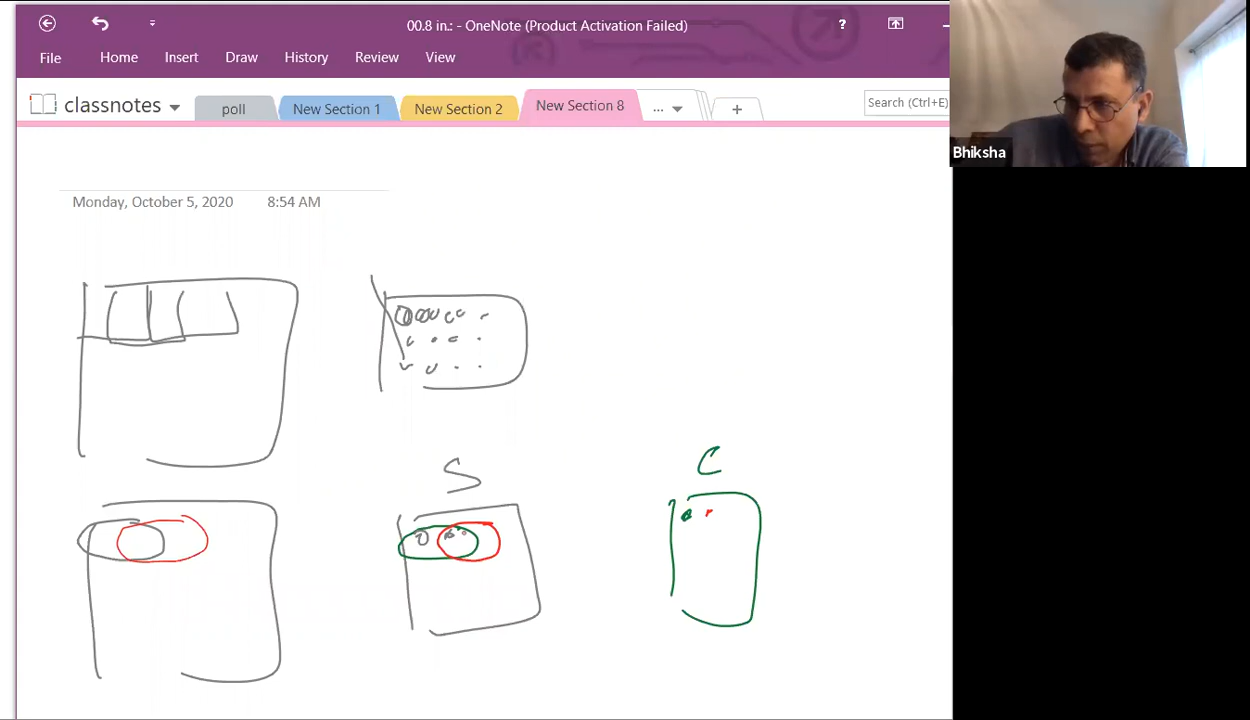 00.8 in.: - OneNote (Product Activation Failed)
?
File Home Insert Draw History Review View
classnotes poll New Section 1 New Section 2 New Section 8 ... + Search (Ctrl+E)
Bhiksha
Monday, October 5, 2020 8:54 AM
S
C